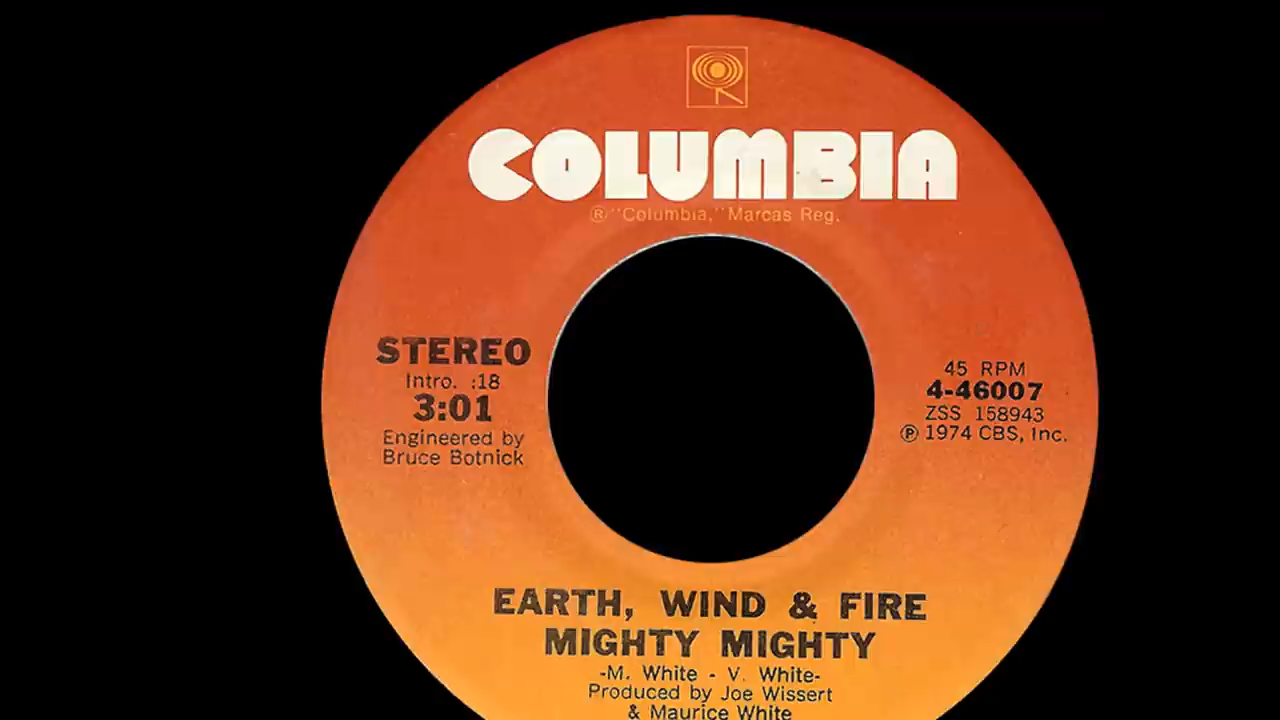 COLUMBIA
®"Columbia," Marcas Reg.
STEREO
Intro. :18
3:01
Engineered by
Bruce Botnick
45 RPM
4-46007
ZSS 158943
℗ 1974 CBS, Inc.
EARTH, WIND & FIRE
MIGHTY MIGHTY
-M. White - V. White-
Produced by Joe Wissert
& Maurice White